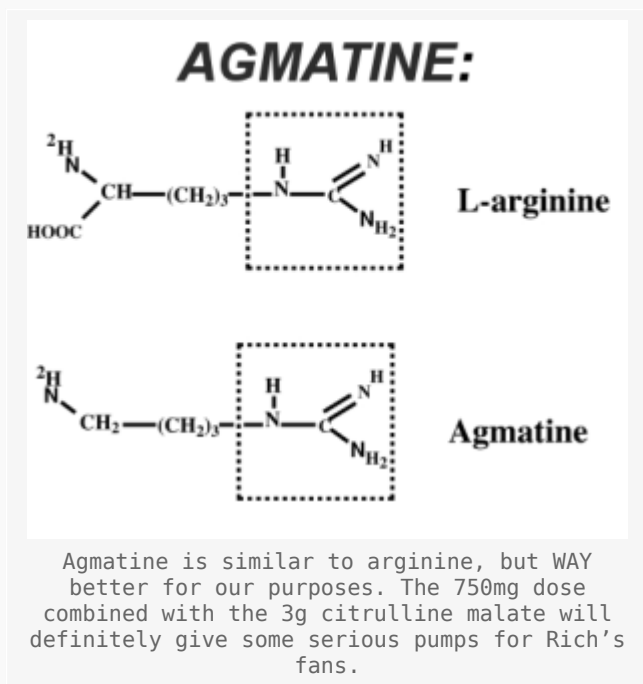 AGMATINE:
²H
N
H
N
H
CH—(CH₂)₃—N—C
L-arginine
HOOC
NH₂
²H
N
H
N
H
CH₂—(CH₂)₃—N—C
Agmatine
NH₂
Agmatine is similar to arginine, but WAY
better for our purposes. The 750mg dose
combined with the 3g citrulline malate will
definitely give some serious pumps for Rich's
fans.